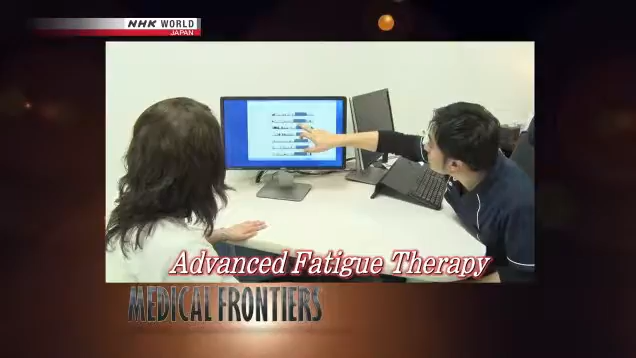 NHK WORLD
JAPAN
Advanced Fatigue Therapy
MEDICAL FRONTIERS